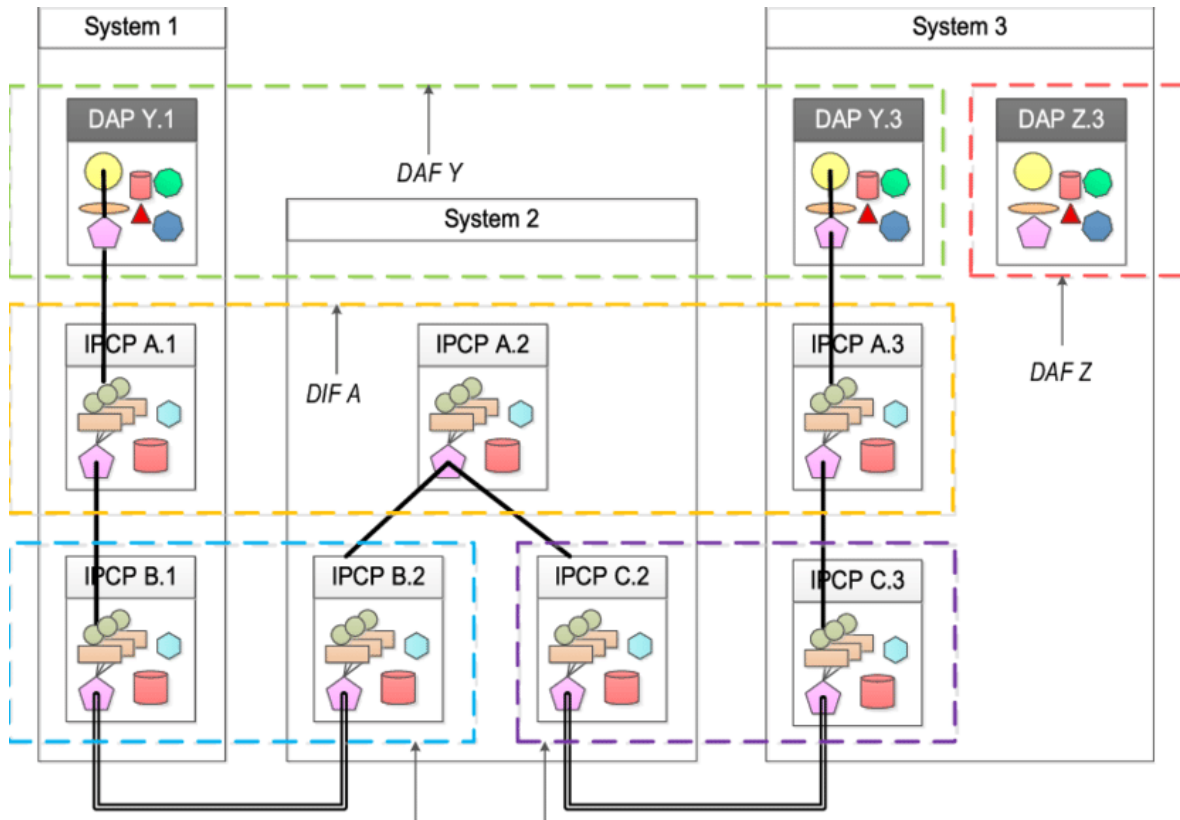 System 1
System 3
DAP Y.1
DAP Y.3
DAP Z.3
DAF Y
System 2
IPCP A.1
IPCP A.2
IPCP A.3
DIF A
DAF Z
IPCP B.1
IPCP B.2
IPCP C.2
IPCP C.3